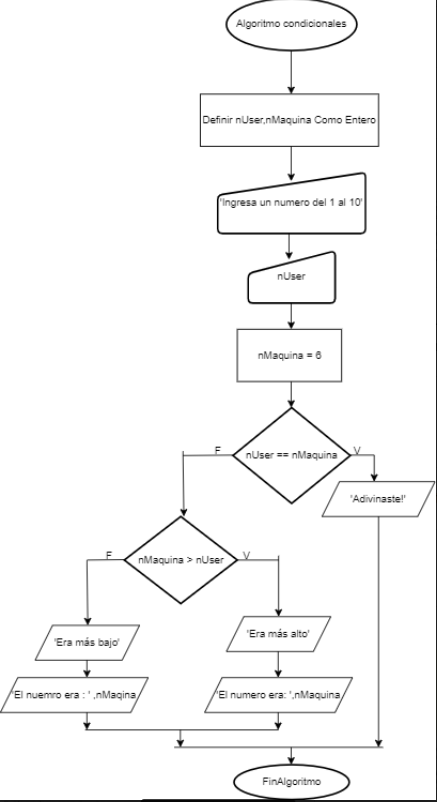 Algoritmo condicionales
Definir nUser,nMaquina Como Entero
'Ingresa un numero del 1 al 10'
nUser
nMaquina = 6
nUser == nMaquina
F
V
'Adivinaste!'
nMaquina > nUser
F
V
'Era más bajo'
'Era más alto'
'El nuemro era : ' ,nMaqina
'El numero era: ',nMaquina
FinAlgoritmo